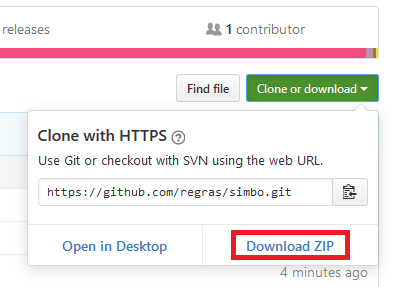 releases
1 contributor
Find file
Clone or download
Clone with HTTPS ?
Use Git or checkout with SVN using the web URL.
https://github.com/regras/simbo.git
Open in Desktop
Download ZIP
4 minutes ago